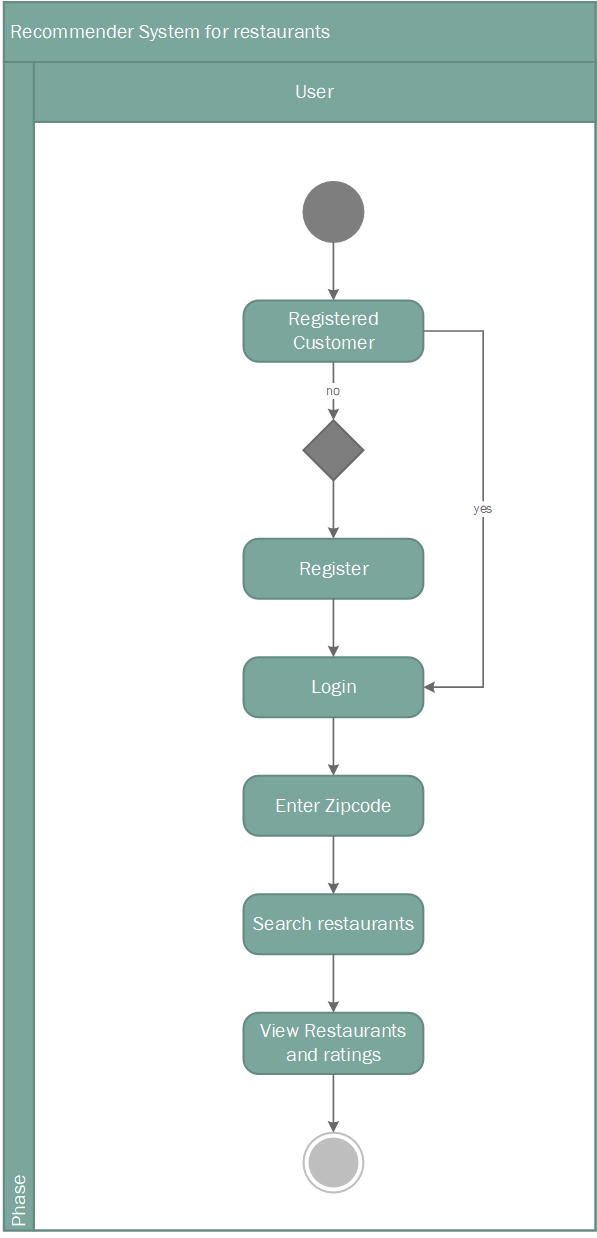 Recommender System for restaurants
User
Registered
Customer
no
yes
Register
Login
Enter Zipcode
Search restaurants
View Restaurants
and ratings
Phase